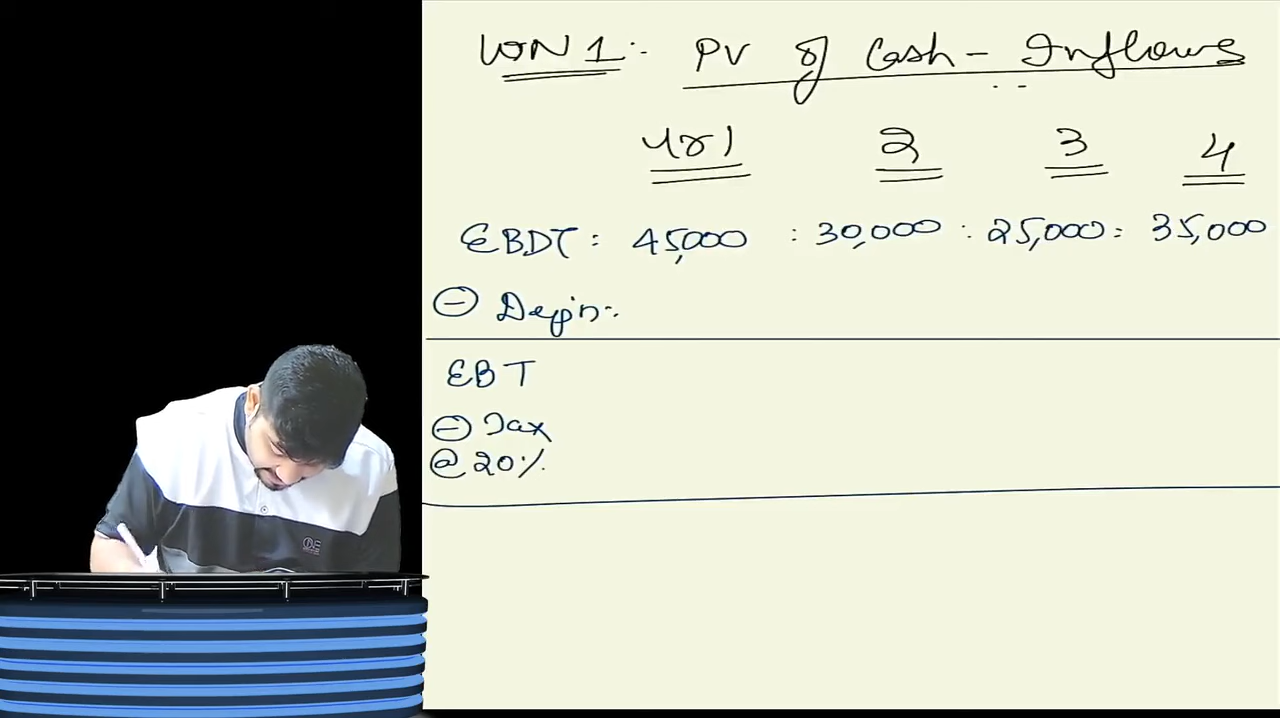 WN 1:- PV of Cash-Inflows
Yr1 2 3 4
EBDT: 45,000 : 30,000 : 25,000 : 35,000
(-) Dep'n:-
EBT
(-) Tax
@ 20%